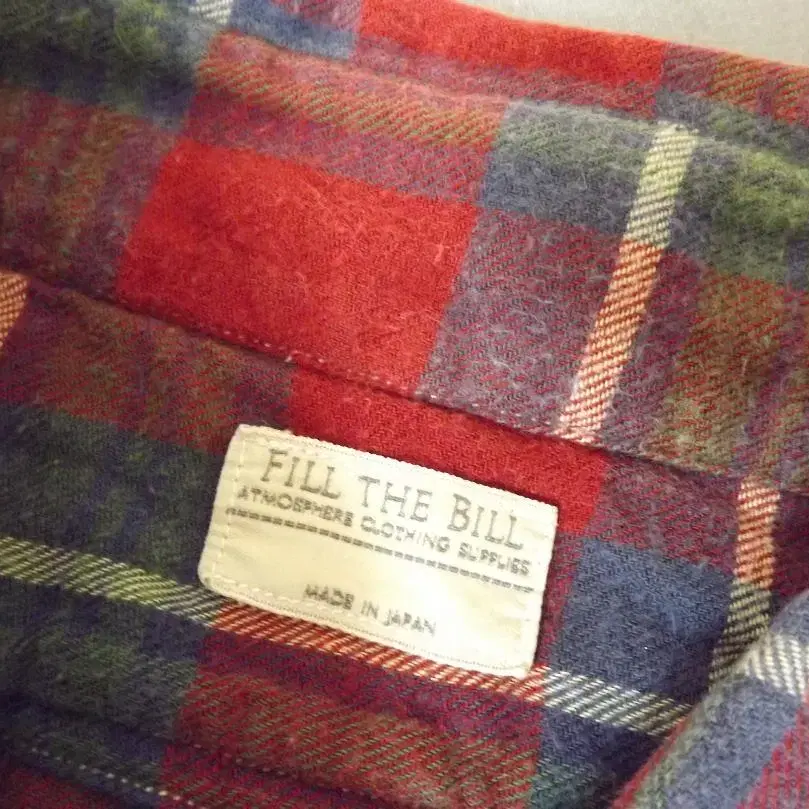 FILL THE BILL
ATMOSPHERE CLOTHING SUPPLIES
MADE IN JAPAN